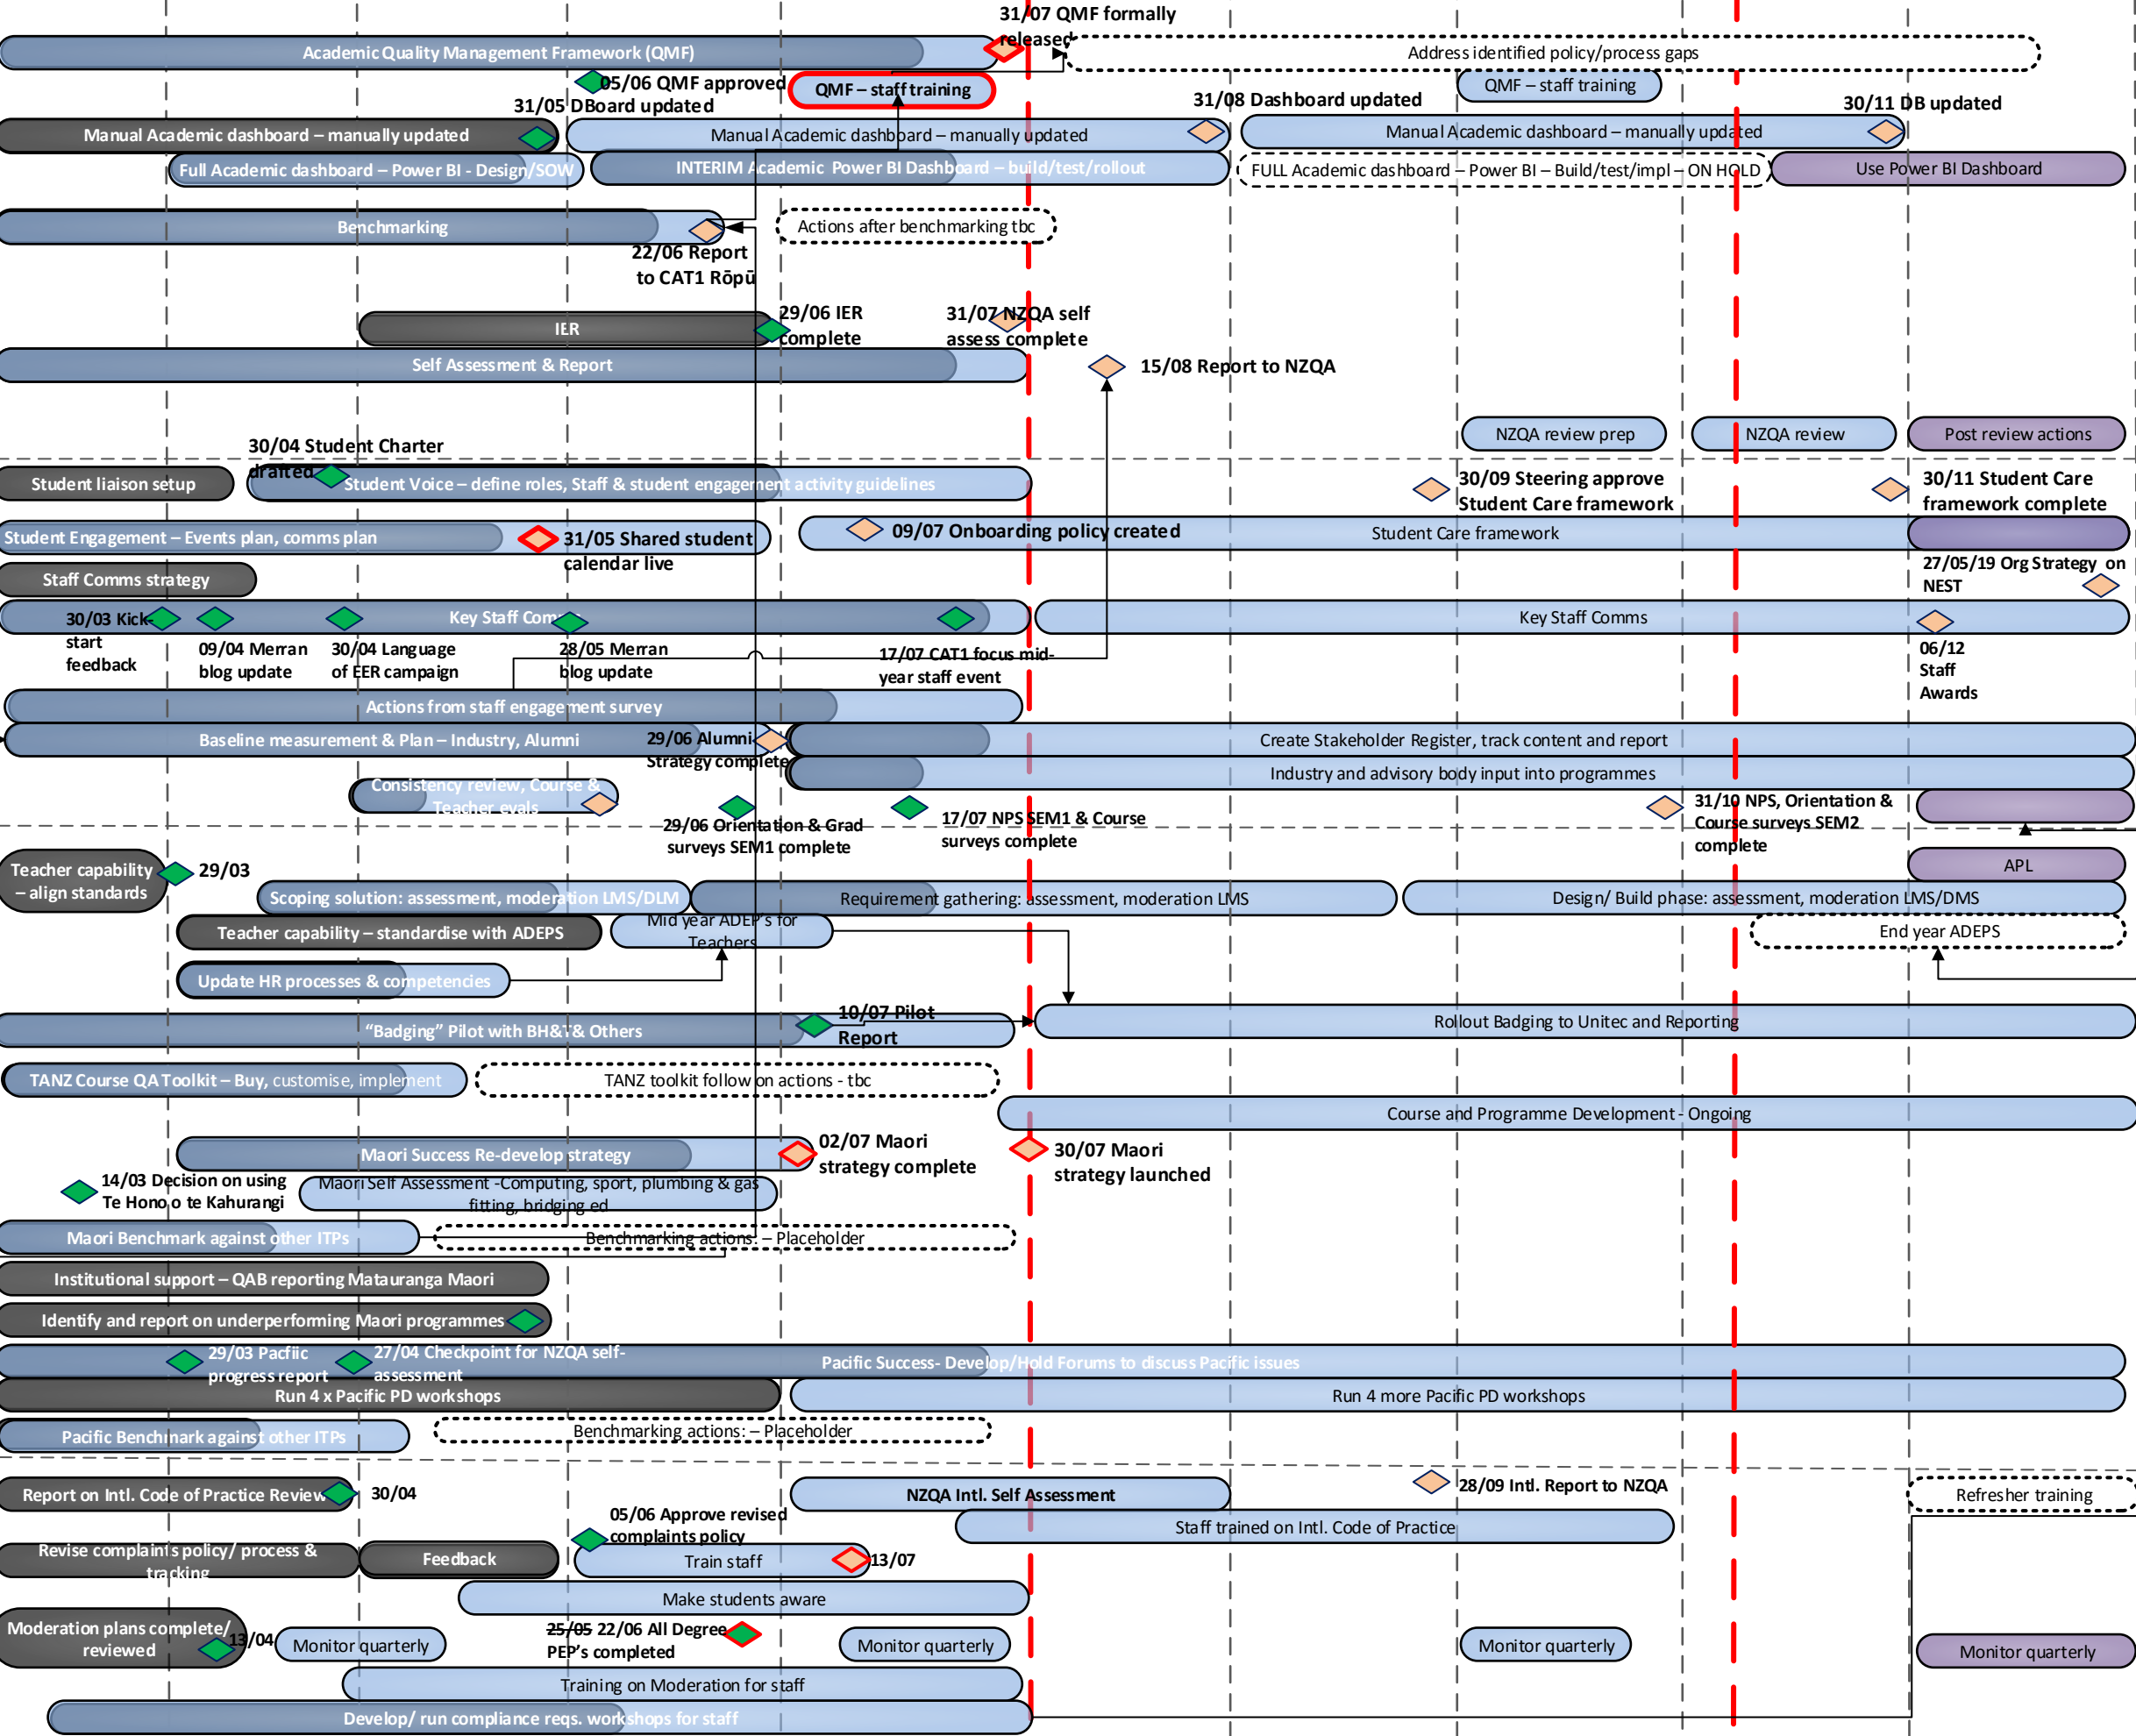 31/07 QMF formally
released
Academic Quality Management Framework (QMF)
Address identified policy/process gaps
05/06 QMF approved
QMF – staff training
QMF – staff training
31/05 DBoard updated
31/08 Dashboard updated
30/11 DB updated
Manual Academic dashboard – manually updated
Manual Academic dashboard – manually updated
Manual Academic dashboard – manually updated
Full Academic dashboard – Power BI - Design/SOW
INTERIM Academic Power BI Dashboard – build/test/rollout
FULL Academic dashboard – Power BI – Build/test/impl – ON HOLD
Use Power BI Dashboard
Benchmarking
Actions after benchmarking tbc
22/06 Report
to CAT1 Rōpū
IER
29/06 IER
complete
31/07 NZQA self
assess complete
Self Assessment & Report
15/08 Report to NZQA
NZQA review prep
NZQA review
Post review actions
30/04 Student Charter
drafted
Student liaison setup
Student Voice – define roles, Staff & student engagement activity guidelines
30/09 Steering approve
Student Care framework
30/11 Student Care
framework complete
Student Engagement – Events plan, comms plan
31/05 Shared student
calendar live
09/07 Onboarding policy created
Student Care framework
Staff Comms strategy
27/05/19 Org Strategy on
NEST
30/03 Kick-
start
feedback
Key Staff Comms
Key Staff Comms
09/04 Merran
blog update
30/04 Language
of EER campaign
28/05 Merran
blog update
17/07 CAT1 focus mid-
year staff event
06/12
Staff
Awards
Actions from staff engagement survey
Baseline measurement & Plan – Industry, Alumni
29/06 Alumni
Strategy complete
Create Stakeholder Register, track content and report
Industry and advisory body input into programmes
Consistency review, Course &
Teacher evals
29/06 Orientation & Grad
surveys SEM1 complete
17/07 NPS SEM1 & Course
surveys complete
31/10 NPS, Orientation &
Course surveys SEM2
complete
Teacher capability
– align standards
29/03
APL
Scoping solution: assessment, moderation LMS/DLM
Requirement gathering: assessment, moderation LMS
Design/ Build phase: assessment, moderation LMS/DMS
Teacher capability – standardise with ADEPS
Mid year ADEP's for
Teachers
End year ADEPS
Update HR processes & competencies
"Badging" Pilot with BH&T& Others
10/07 Pilot
Report
Rollout Badging to Unitec and Reporting
TANZ Course QA Toolkit – Buy, customise, implement
TANZ toolkit follow on actions - tbc
Course and Programme Development - Ongoing
Maori Success Re-develop strategy
02/07 Maori
strategy complete
30/07 Maori
strategy launched
14/03 Decision on using
Te Hono o te Kahurangi
Maori Self Assessment -Computing, sport, plumbing & gas
fitting, bridging ed
Maori Benchmark against other ITPs
Benchmarking actions: – Placeholder
Institutional support – QAB reporting Matauranga Maori
Identify and report on underperforming Maori programmes
29/03 Pacfiic
progress report
27/04 Checkpoint for NZQA self-
assessment
Pacific Success- Develop/Hold Forums to discuss Pacific issues
Run 4 x Pacific PD workshops
Run 4 more Pacific PD workshops
Pacific Benchmark against other ITPs
Benchmarking actions: – Placeholder
Report on Intl. Code of Practice Review
30/04
NZQA Intl. Self Assessment
28/09 Intl. Report to NZQA
Refresher training
05/06 Approve revised
complaints policy
Staff trained on Intl. Code of Practice
Revise complaints policy/ process &
tracking
Feedback
Train staff
13/07
Make students aware
Moderation plans complete/
reviewed
13/04
Monitor quarterly
25/05 22/06 All Degree
PEP's completed
Monitor quarterly
Monitor quarterly
Monitor quarterly
Training on Moderation for staff
Develop/ run compliance reqs. workshops for staff